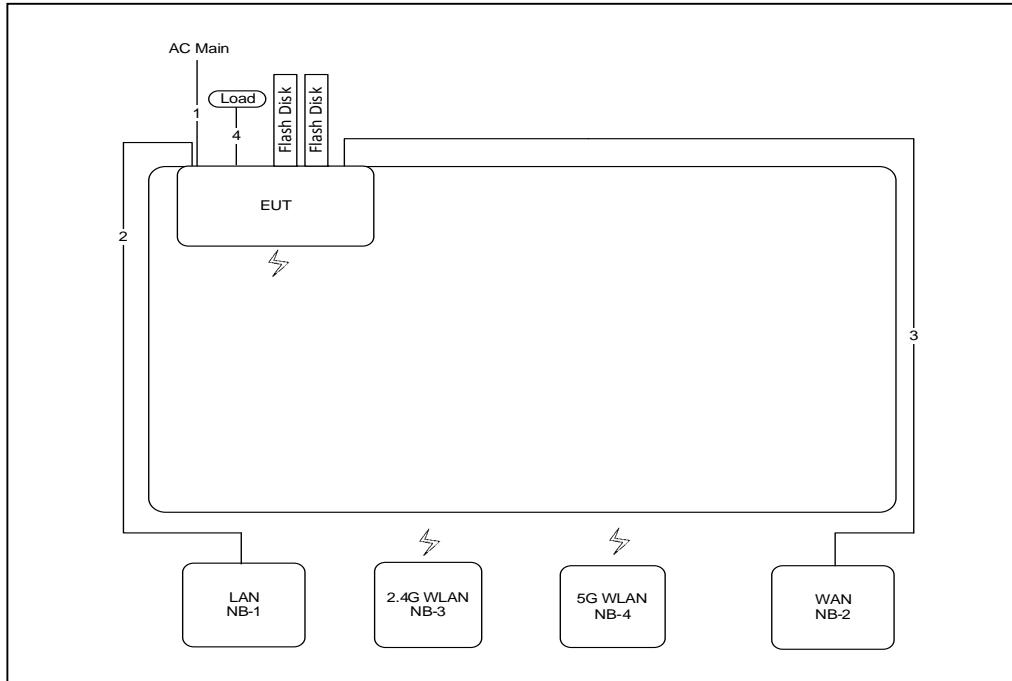 AC Main
1
Load
4
Flash Disk
Flash Disk
EUT
2
3
LAN
NB-1
2.4G WLAN
NB-3
5G WLAN
NB-4
WAN
NB-2